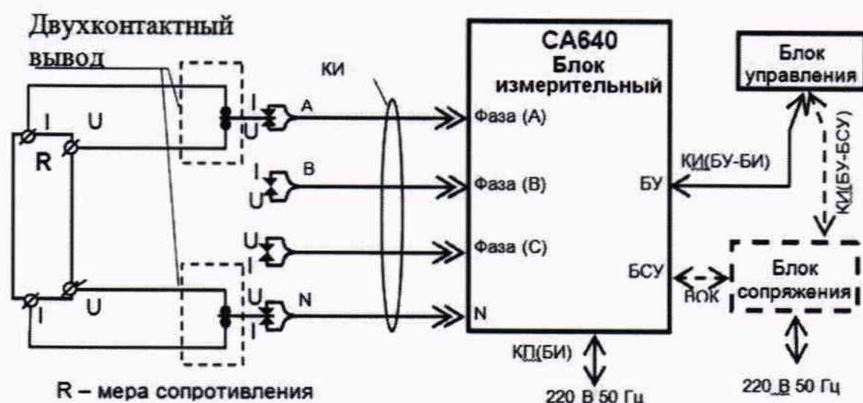 Двухконтактный
вывод
I
U
R
I
U
I
U
A
I
U
B
U
I
U
I
N
КИ
СА640
Блок
измерительный
Фаза (А)
Фаза (В)
Фаза (С)
N
БУ
БСУ
Блок
управления
КИ(БУ-БИ)
КИ(БУ-БСУ)
Блок
сопряжения
ВОК
КП(БИ)
220 В 50 Гц
220 В 50 Гц
R – мера сопротивления